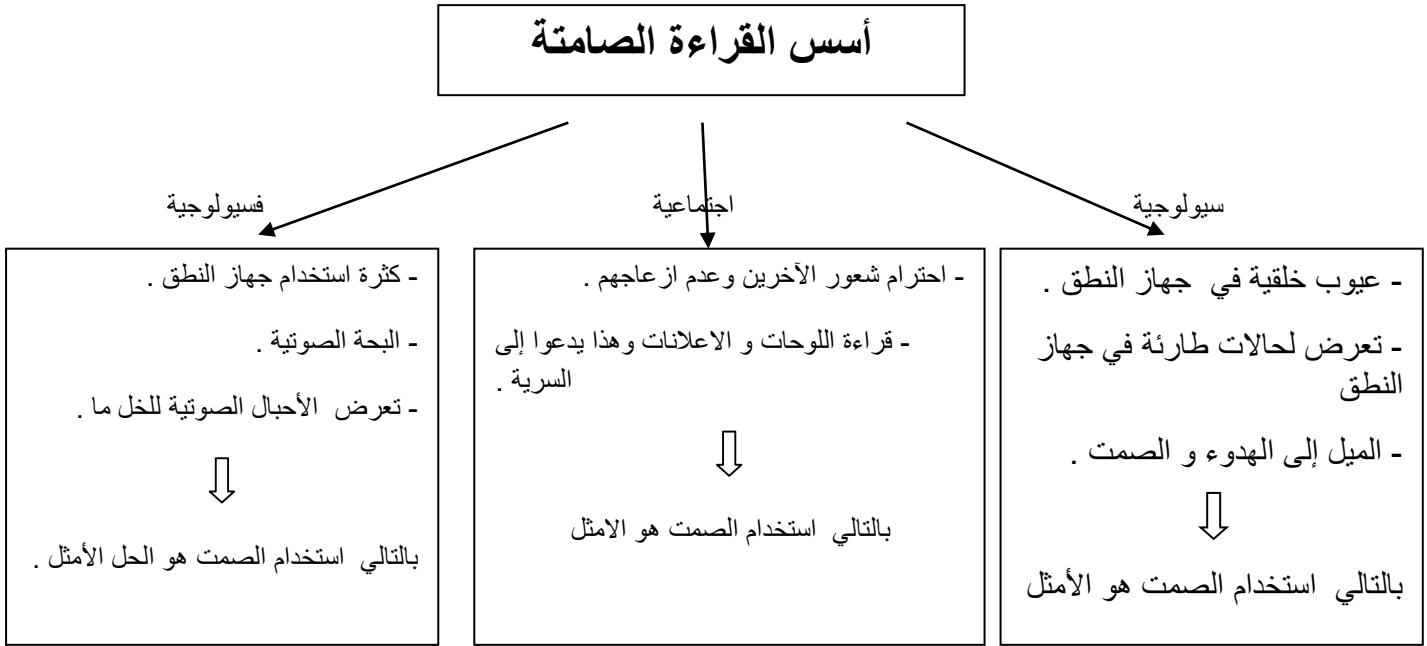 أسس القراءة الصامتة
سيولوجية
- عيوب خلقية في جهاز النطق .
- تعرض لحالات طارئة في جهاز
النطق
- الميل إلى الهدوء و الصمت .
بالتالي استخدام الصمت هو الأمثل
اجتماعية
- احترام شعور الآخرين وعدم ازعاجهم .
- قراءة اللوحات و الاعلانات وهذا يدعوا إلى
السرية .
بالتالي استخدام الصمت هو الامثل
فسيولوجية
- كثرة استخدام جهاز النطق .
- البحة الصوتية .
- تعرض الأحبال الصوتية للخل ما .
بالتالي استخدام الصمت هو الحل الأمثل .